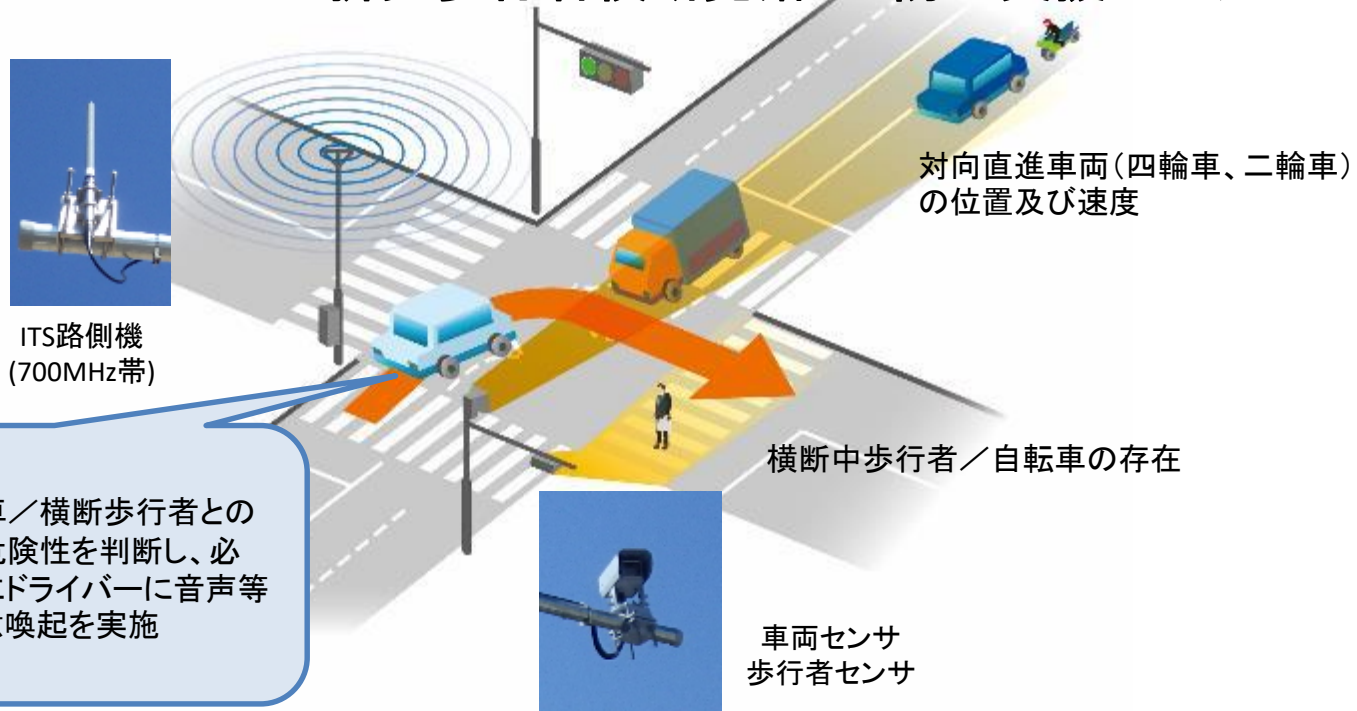 対向直進車両(四輪車、二輪車)
の位置及び速度
ITS路側機
(700MHz帯)
横断中歩行者/自転車の存在
/横断歩行者との
険性を判断し、必
ドライバーに音声等
喚起を実施
車両センサ
歩行者センサ